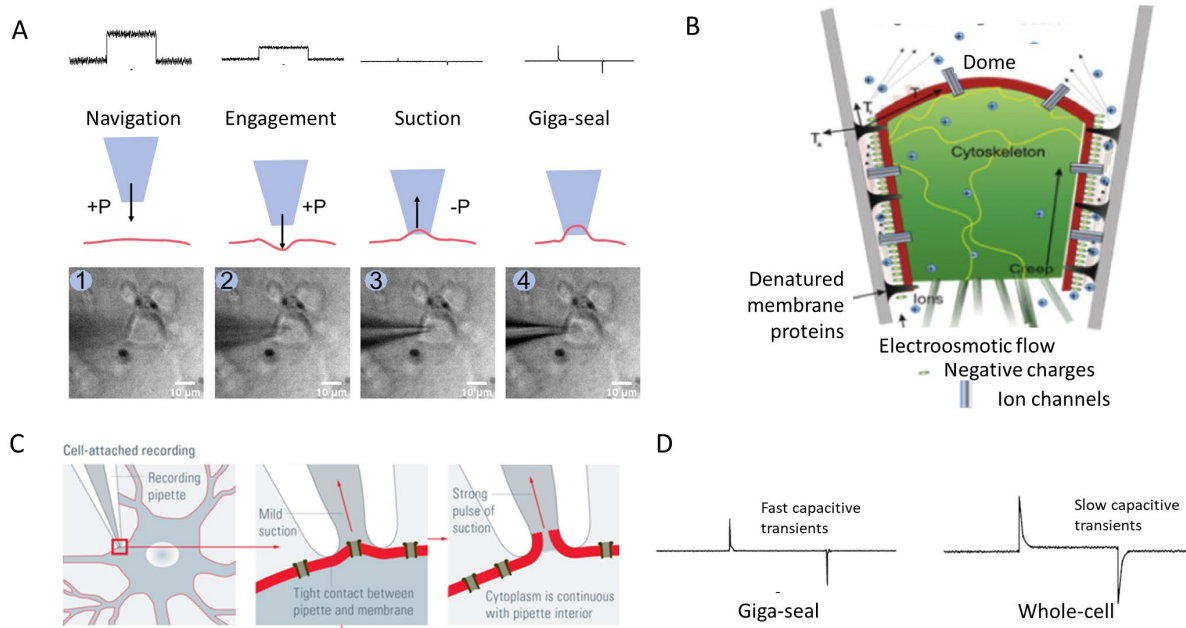 A
Navigation
Engagement
Suction
Giga-seal
+P
+P
-P
1
2
3
4
10 µm
10 µm
10 µm
10 µm
B
Dome
T
T
T
Cytoskeleton
Creep
Denatured
membrane
proteins
Ions
Electroosmotic flow
Negative charges
Ion channels
C
Cell-attached recording
Recording
pipette
Mild
suction
Tight contact between
pipette and membrane
Strong
pulse of
suction
Cytoplasm is continuous
with pipette interior
D
Fast capacitive
transients
Giga-seal
Slow capacitive
transients
Whole-cell